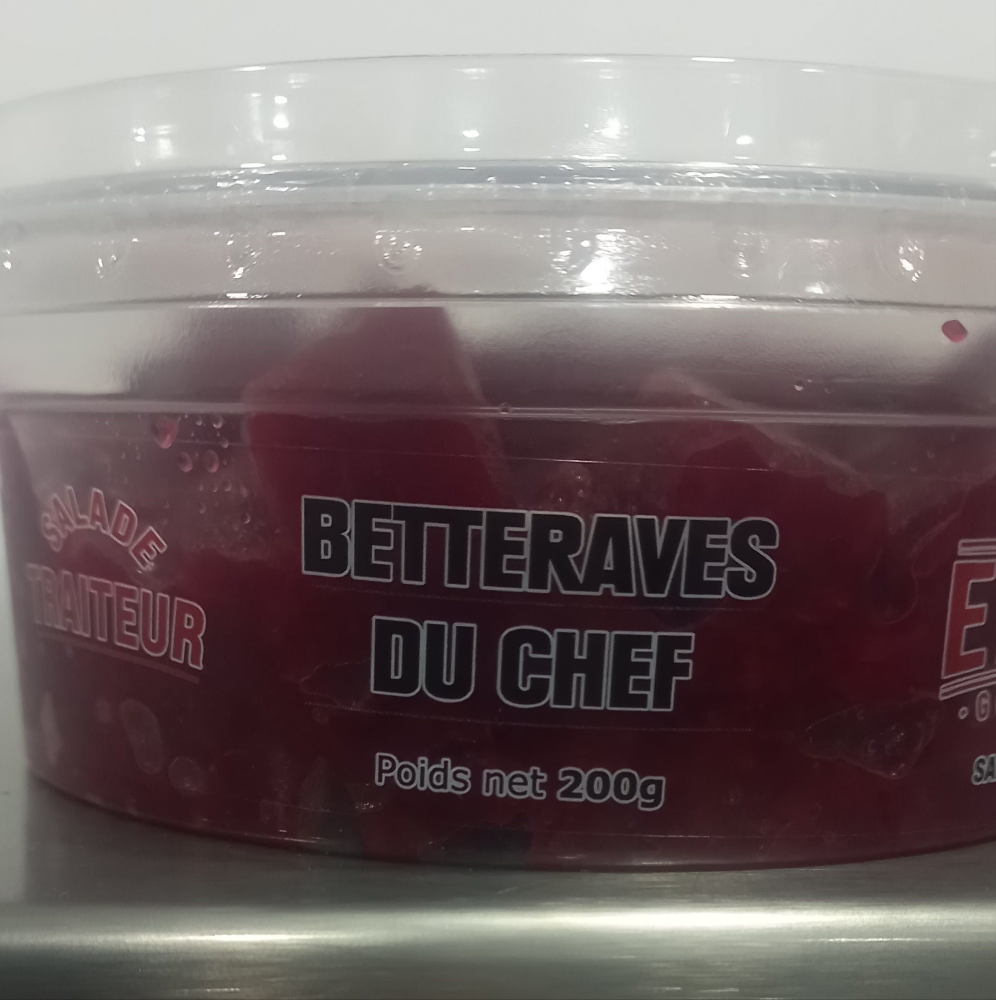 SALADE
TRAITEUR
BETTERAVES
DU CHEF
Poids net 200g